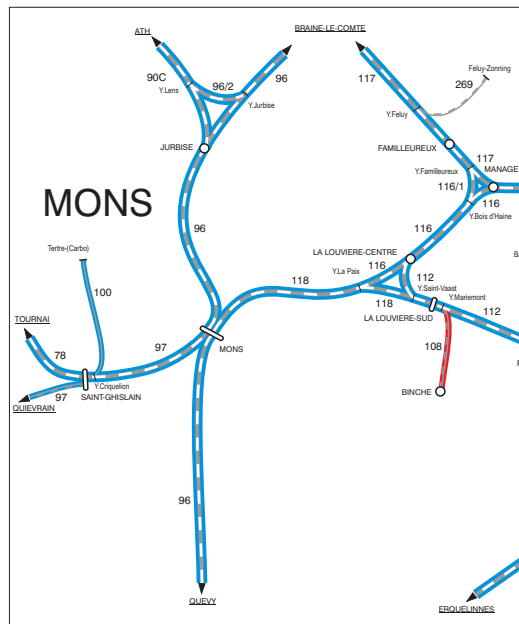 BRAINE-LE-COMTE
ATH
117
Feluy-Zonning
90C
96/2
96
269
Y.Lens
Y.Jurbise
Y.Feluy
JURBISE
FAMILLEUREUX
117
Y.Familleureux
MANAGE
116/1
MONS
116
Y.Bois d'Haine
96
116
Tertre-(Carbo)
LA LOUVIERE-CENTRE
Y.La Paix
116
112
118
Y.Saint-Vaast
100
Y.Mariemont
118
LA LOUVIERE-SUD
112
TOURNAI
97
MONS
108
78
Y.Criquelion
BINCHE
97
SAINT-GHISLAIN
QUIEVRAIN
96
QUEVY
ERQUELINNES